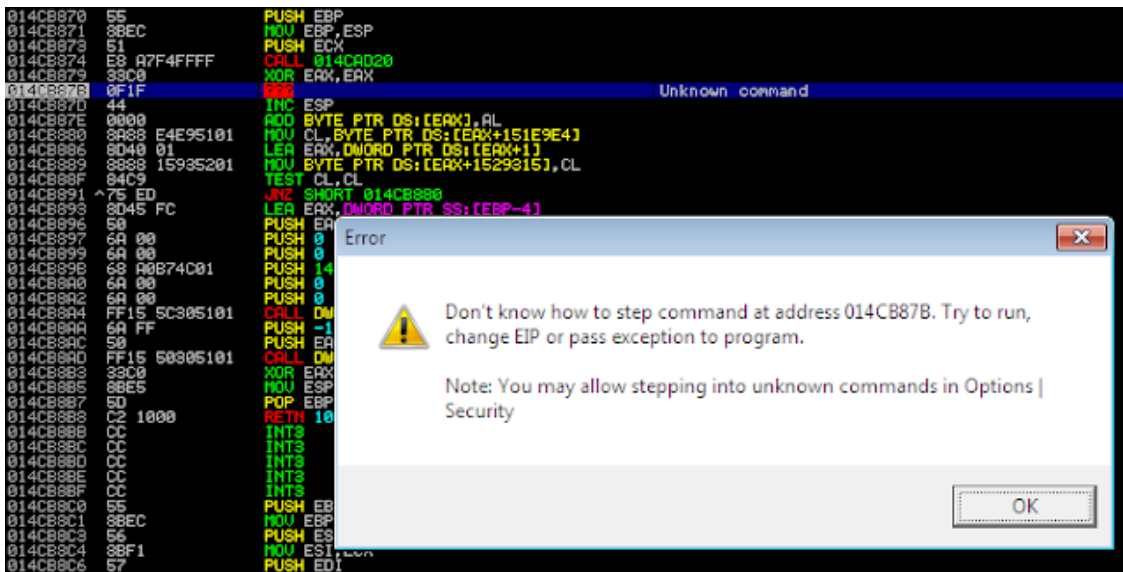 014CB870 55 PUSH EBP
014CB871 8BEC MOV EBP,ESP
014CB873 51 PUSH ECX
014CB874 E8 A7F4FFFF CALL 014CAD20
014CB879 33C0 XOR EAX,EAX
014CB87B 0F1F ??? Unknown command
014CB87D 44 INC ESP
014CB87E 0000 ADD BYTE PTR DS:[EAX],AL
014CB880 8A88 E4E95101 MOV CL,BYTE PTR DS:[EAX+151E9E4]
014CB886 8D40 01 LEA EAX,DWORD PTR DS:[EAX+1]
014CB889 8888 15935201 MOV BYTE PTR DS:[EAX+1529315],CL
014CB88F 84C9 TEST CL,CL
014CB891 ^75 ED JNZ SHORT 014CB880
014CB893 8D45 FC LEA EAX,DWORD PTR SS:[EBP-4]
014CB896 50 PUSH EA
014CB897 6A 00 PUSH 0
014CB899 6A 00 PUSH 0
014CB89B 68 A0B74C01 PUSH 14
014CB8A0 6A 00 PUSH 0
014CB8A2 6A 00 PUSH 0
014CB8A4 FF15 5C305101 CALL DW
014CB8AA 6A FF PUSH -1
014CB8AC 50 PUSH EA
014CB8AD FF15 50305101 CALL DW
014CB8B3 33C0 XOR EAX
014CB8B5 8BE5 MOV ESP
014CB8B7 5D POP EBP
014CB8B8 C2 1000 RETN 10
014CB8BB CC INT3
014CB8BC CC INT3
014CB8BD CC INT3
014CB8BE CC INT3
014CB8BF CC INT3
014CB8C0 55 PUSH EB
014CB8C1 8BEC MOV EBP
014CB8C3 56 PUSH ES
014CB8C4 8BF1 MOV ESI,ECX
014CB8C6 57 PUSH EDI
Error
Don't know how to step command at address 014CB87B. Try to run,
change EIP or pass exception to program.
Note: You may allow stepping into unknown commands in Options |
Security
OK